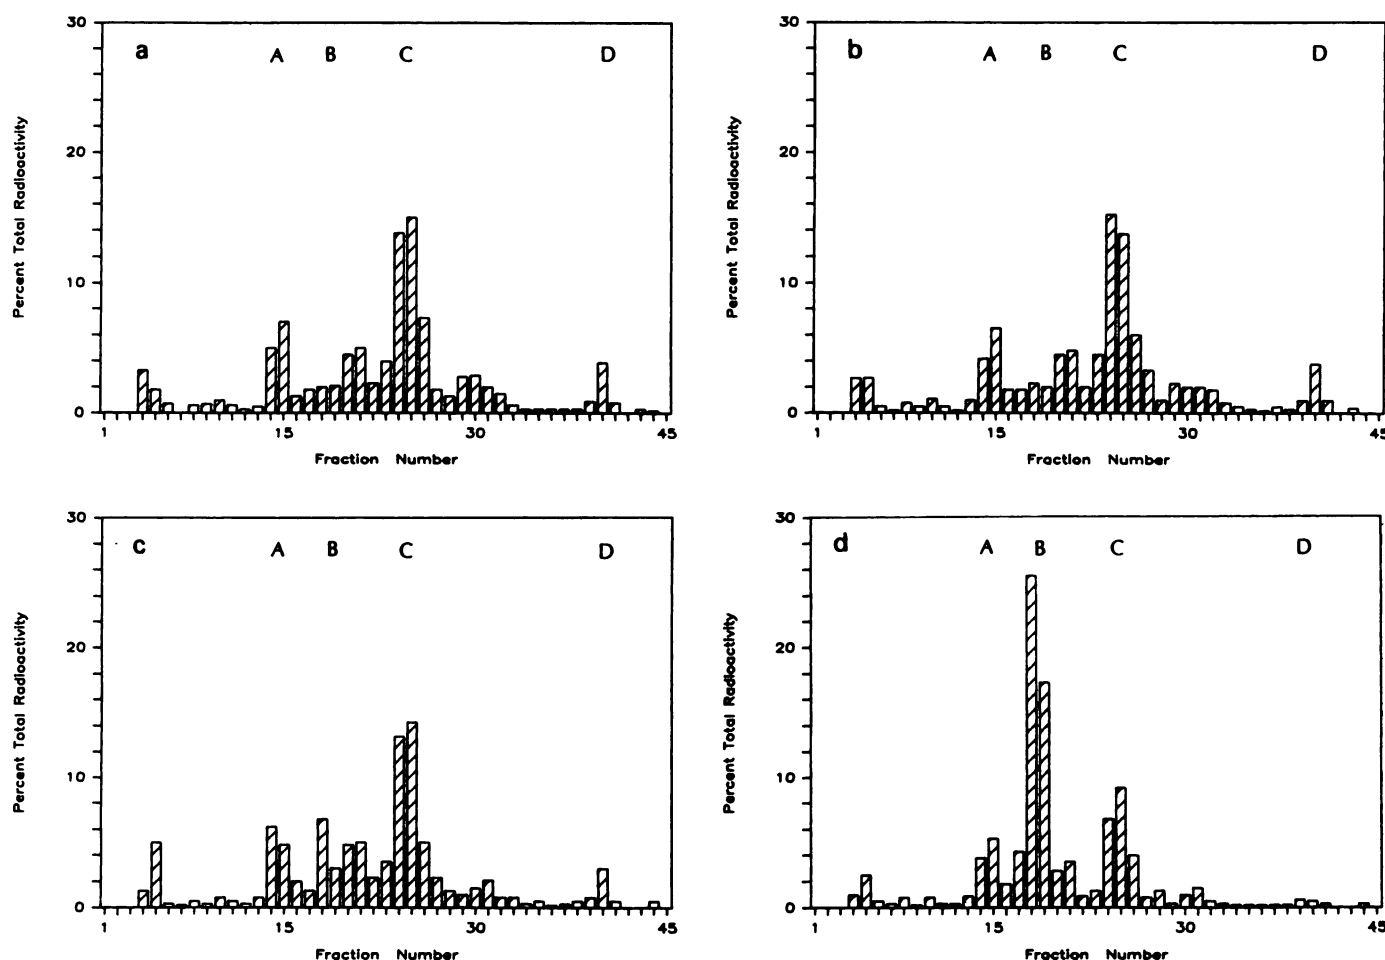 30
a A B C D
20
10
0
Percent Total Radioactivity
1 15 30 45
Fraction Number
30
b A B C D
20
10
0
Percent Total Radioactivity
1 15 30 45
Fraction Number
30
c A B C D
20
10
0
Percent Total Radioactivity
1 15 30 45
Fraction Number
30
d A B C D
20
10
0
Percent Total Radioactivity
1 15 30 45
Fraction Number